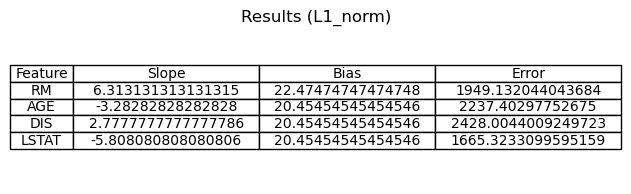 Results (L1_norm)
Feature Slope Bias Error
RM 6.313131313131315 22.47474747474748 1949.132044043684
AGE -3.28282828282828 20.45454545454546 2237.40297752675
DIS 2.7777777777777786 20.45454545454546 2428.0044009249723
LSTAT -5.808080808080806 20.45454545454546 1665.3233099595159